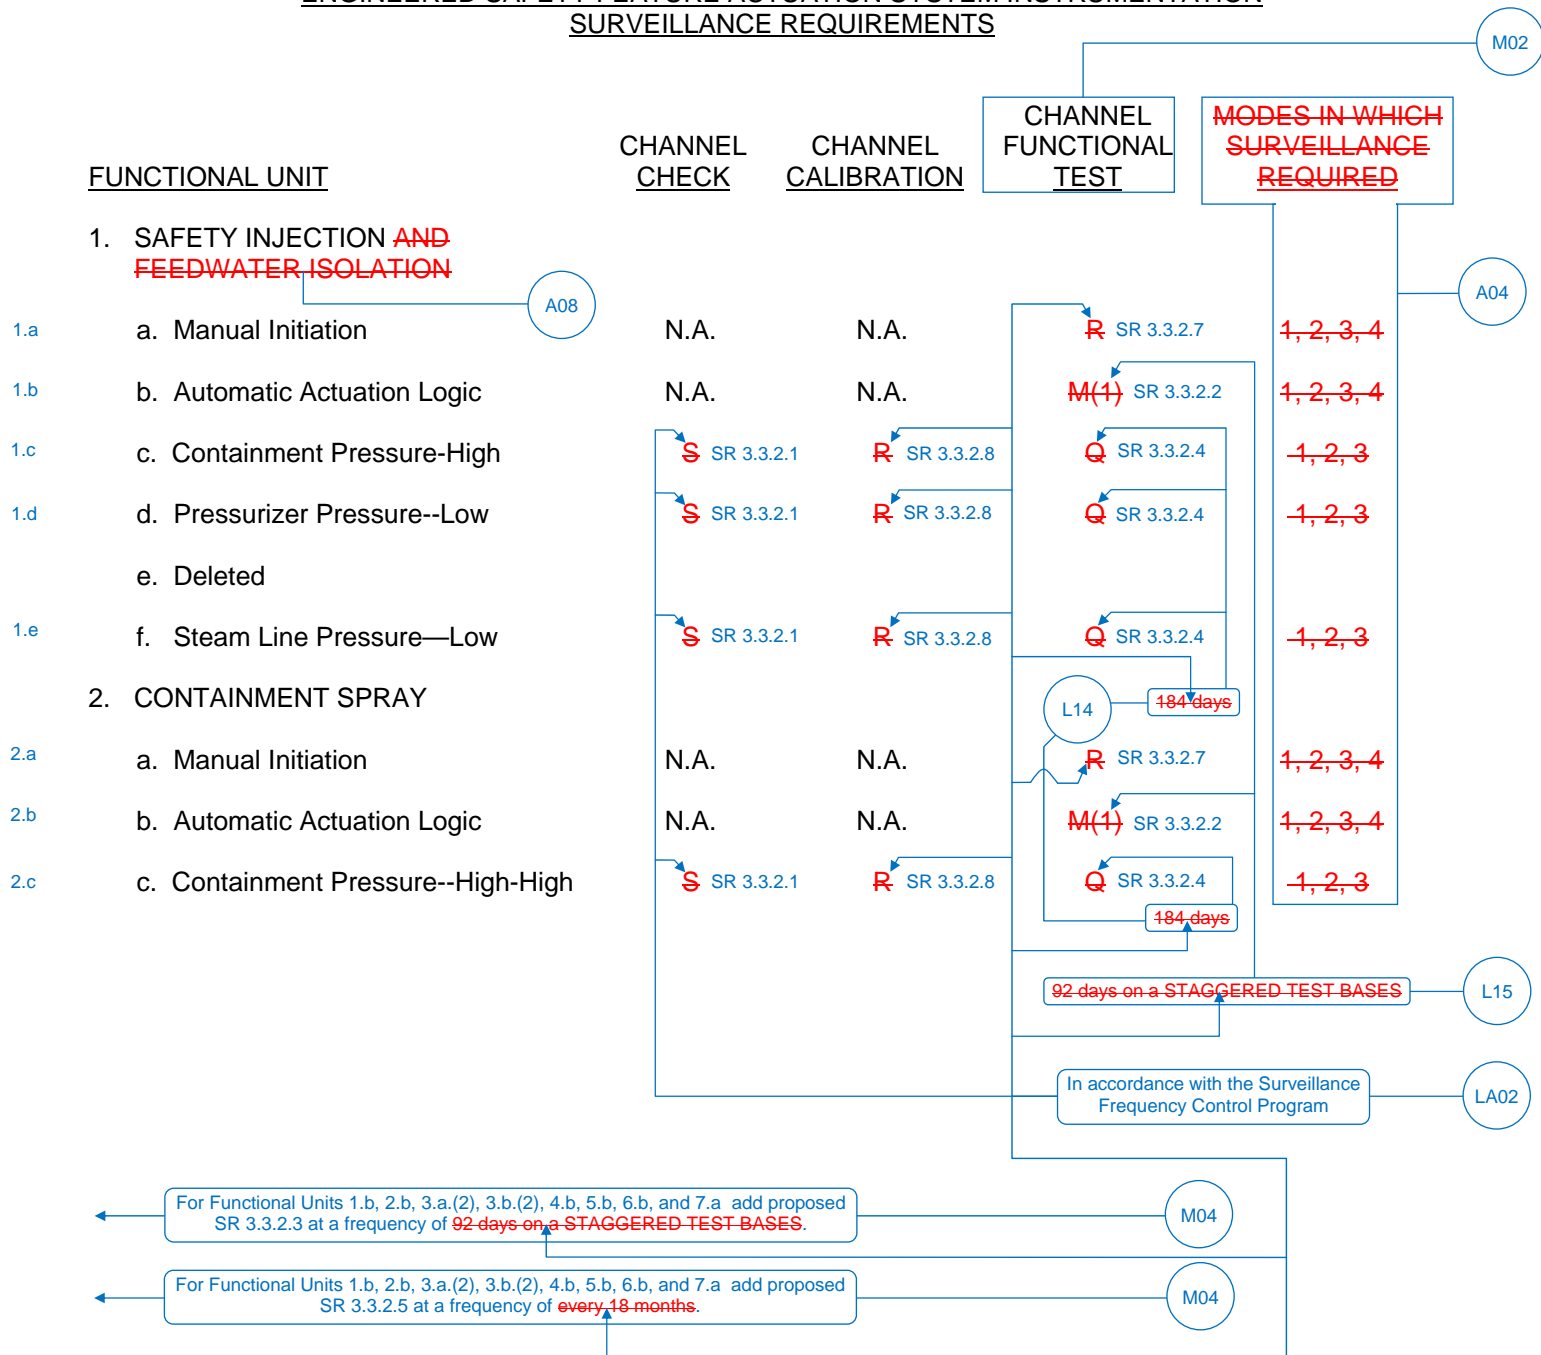 ENGINEERED SAFETY FEATURE ACTUATION SYSTEM INSTRUMENTATION
SURVEILLANCE REQUIREMENTS
M02
FUNCTIONAL UNIT
CHANNEL
CHECK
CHANNEL
CALIBRATION
CHANNEL
FUNCTIONAL
TEST
MODES IN WHICH
SURVEILLANCE
REQUIRED
1. SAFETY INJECTION AND
FEEDWATER ISOLATION
A08
A04
1.a a. Manual Initiation N.A. N.A. R SR 3.3.2.7 1, 2, 3, 4
1.b b. Automatic Actuation Logic N.A. N.A. M(1) SR 3.3.2.2 1, 2, 3, 4
1.c c. Containment Pressure-High S SR 3.3.2.1 R SR 3.3.2.8 Q SR 3.3.2.4 1, 2, 3
1.d d. Pressurizer Pressure--Low S SR 3.3.2.1 R SR 3.3.2.8 Q SR 3.3.2.4 1, 2, 3
e. Deleted
1.e f. Steam Line Pressure—Low S SR 3.3.2.1 R SR 3.3.2.8 Q SR 3.3.2.4 1, 2, 3
2. CONTAINMENT SPRAY
L14 184 days
2.a a. Manual Initiation N.A. N.A. R SR 3.3.2.7 1, 2, 3, 4
2.b b. Automatic Actuation Logic N.A. N.A. M(1) SR 3.3.2.2 1, 2, 3, 4
2.c c. Containment Pressure--High-High S SR 3.3.2.1 R SR 3.3.2.8 Q SR 3.3.2.4 1, 2, 3
184 days
92 days on a STAGGERED TEST BASES L15
In accordance with the Surveillance
Frequency Control Program
LA02
For Functional Units 1.b, 2.b, 3.a.(2), 3.b.(2), 4.b, 5.b, 6.b, and 7.a add proposed
SR 3.3.2.3 at a frequency of 92 days on a STAGGERED TEST BASES.
M04
For Functional Units 1.b, 2.b, 3.a.(2), 3.b.(2), 4.b, 5.b, 6.b, and 7.a add proposed
SR 3.3.2.5 at a frequency of every 18 months.
M04